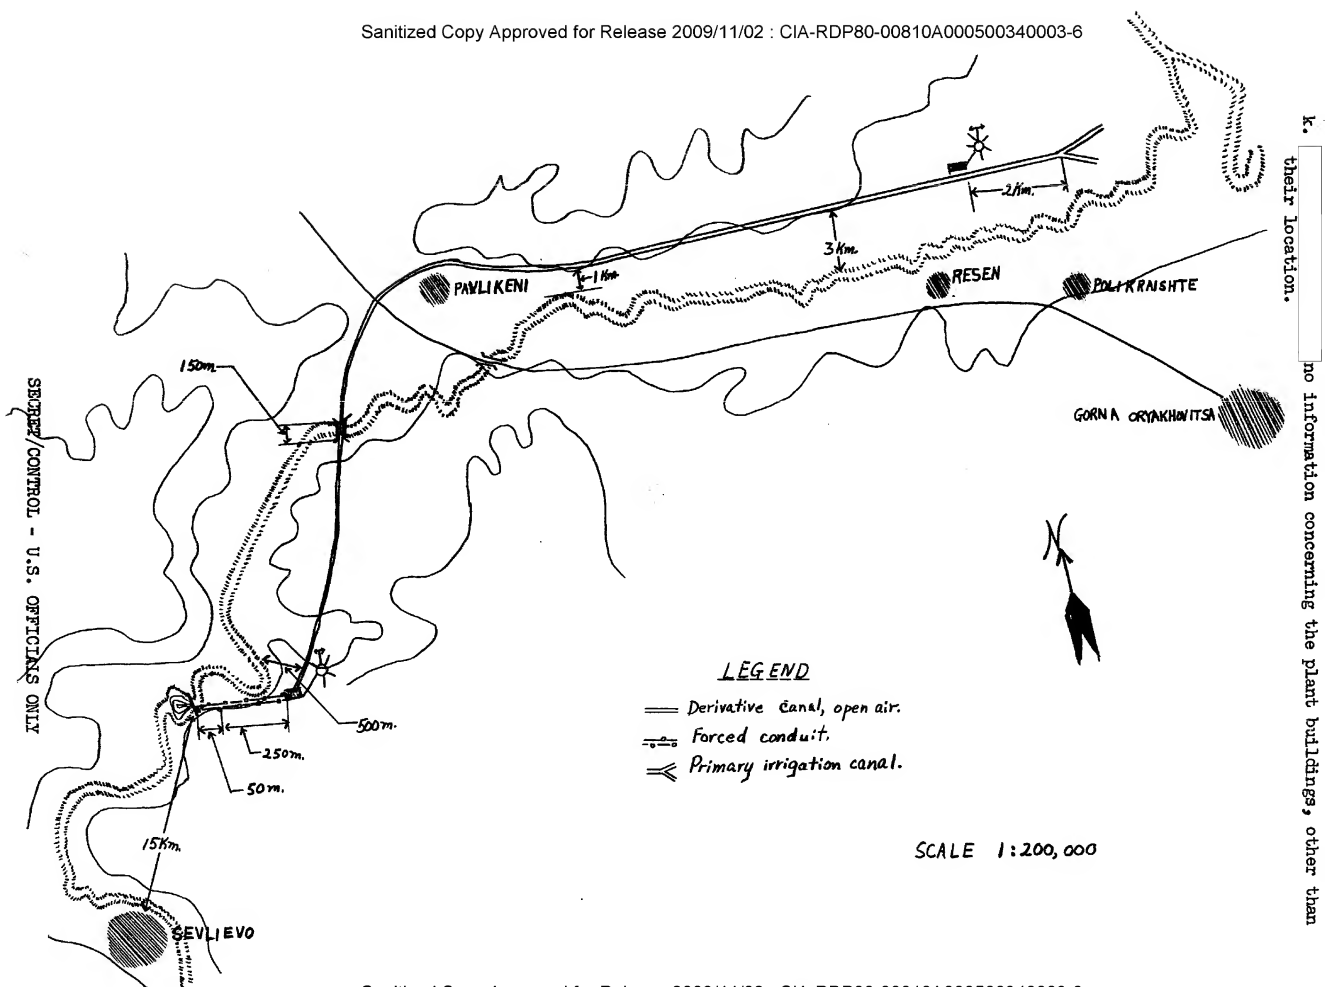 Sanitized Copy Approved for Release 2009/11/02 : CIA-RDP80-00810A000500340003-6
k.
no information concerning the plant buildings, other than
their location.
2Km.
3Km.
1Km.
PAVLIKENI
RESEN
POLIKRAISHTE
150m.
GORNA ORYAKHOVITSA
SECRET/CONTROL - U.S. OFFICIALS ONLY
N
LEGEND
Derivative canal, open air.
Forced conduit.
Primary irrigation canal.
500m.
250m.
50m.
15Km.
SCALE 1:200,000
SEVLIEVO